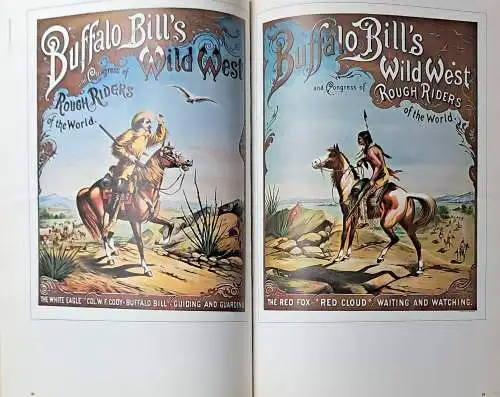 Buffalo Bill's
Wild West
and Congress of
ROUGH RIDERS
of the World.
THE WHITE EAGLE "COL. W. F. CODY - BUFFALO BILL" - GUIDING AND GUARDING
Buffalo Bill's
Wild West
and Congress of
ROUGH RIDERS
of the World.
THE RED FOX - "RED CLOUD". WAITING AND WATCHING.